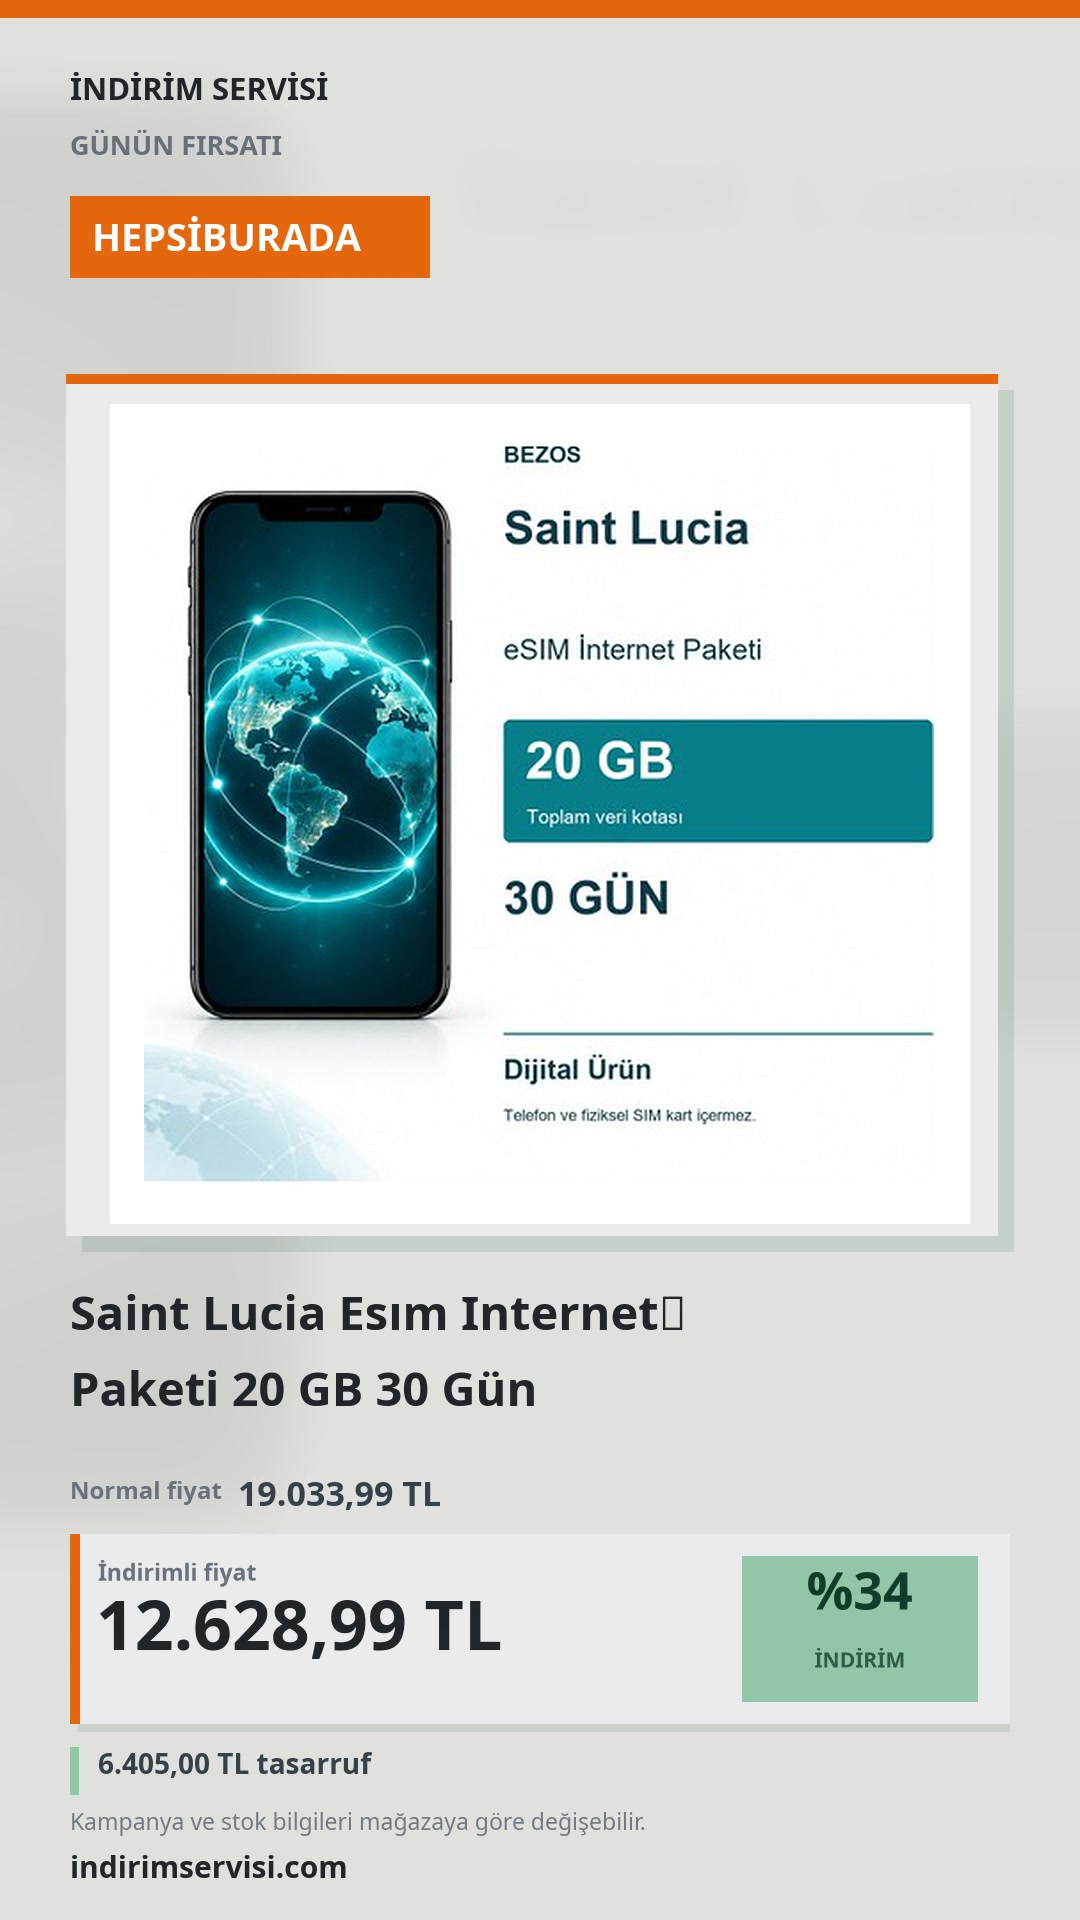 İNDİRİM SERVİSİ
GÜNÜN FIRSATI
HEPSİBURADA
BEZOS
Saint Lucia
eSIM İnternet Paketi
20 GB
Toplam veri kotası
30 GÜN
Dijital Ürün
Telefon ve fiziksel SIM kart içermez.
Saint Lucia Esım Internet
Paketi 20 GB 30 Gün
Normal fiyat 19.033,99 TL
İndirimli fiyat
12.628,99 TL
%34
İNDİRİM
6.405,00 TL tasarruf
Kampanya ve stok bilgileri mağazaya göre değişebilir.
indirimservisi.com